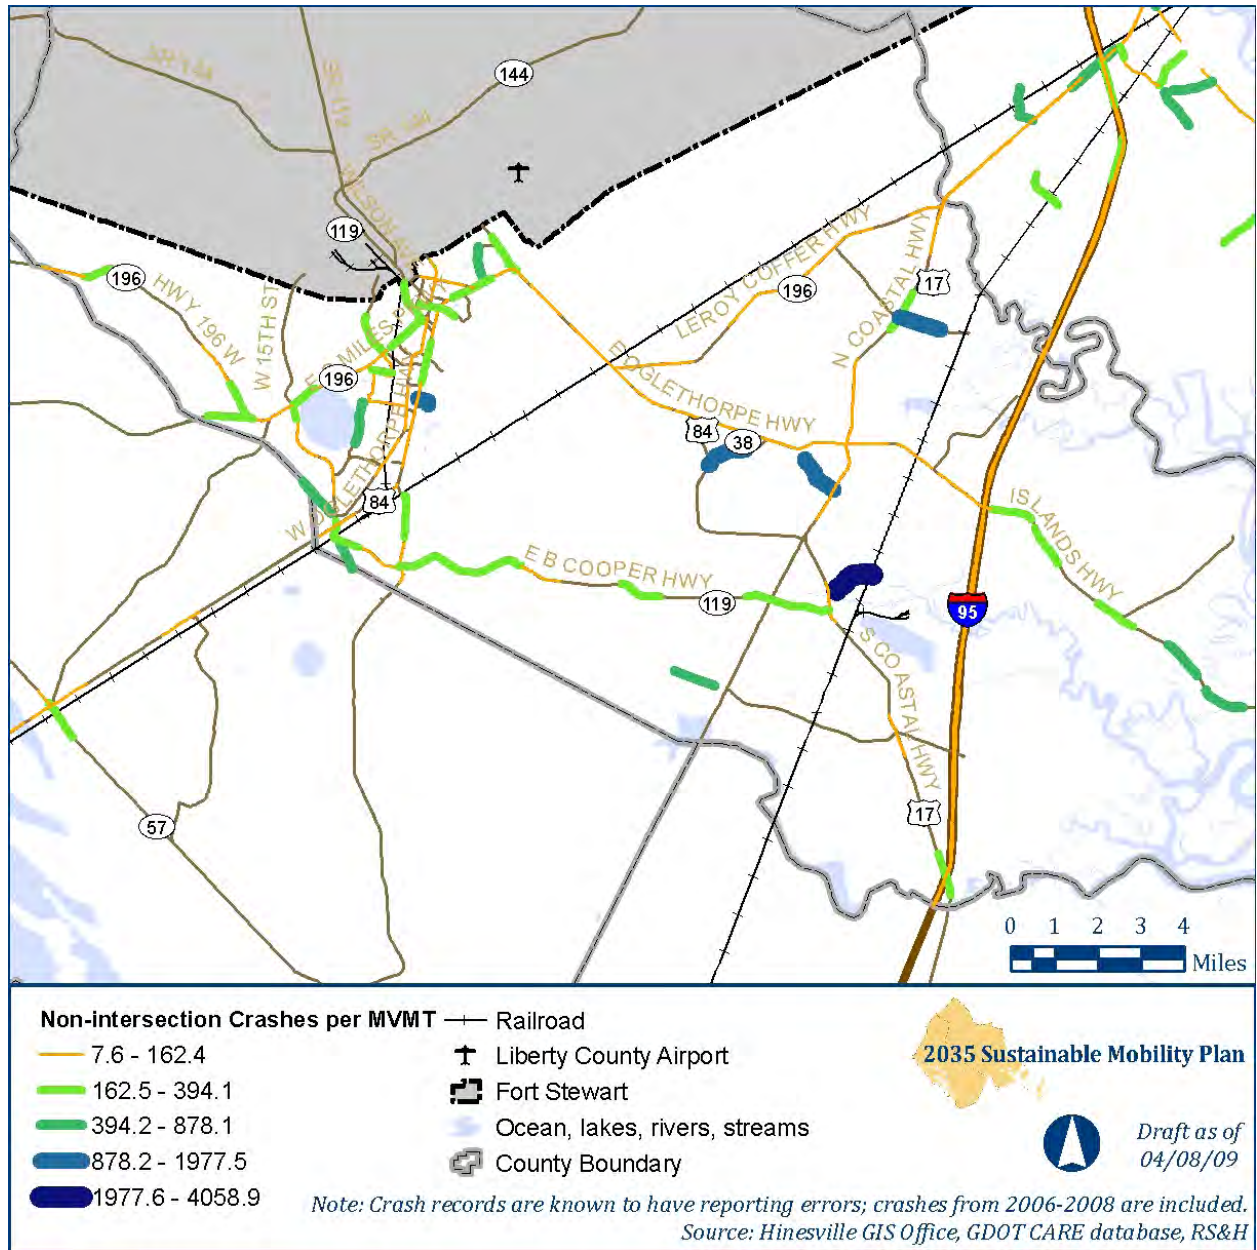 SR 144
144
SR 144
119
196
HWY 196 W
W 15TH ST
196
LEROY COFFER HWY
196
N COASTAL HWY
17
E OGLETHORPE HWY
84
38
W OGLETHORPE HWY
84
E B COOPER HWY
119
ISLANDS HWY
95
S COASTAL HWY
17
57
0 1 2 3 4
Miles
Non-intersection Crashes per MVMT
7.6 - 162.4
162.5 - 394.1
394.2 - 878.1
878.2 - 1977.5
1977.6 - 4058.9
Railroad
Liberty County Airport
Fort Stewart
Ocean, lakes, rivers, streams
County Boundary
2035 Sustainable Mobility Plan
Draft as of
04/08/09
Note: Crash records are known to have reporting errors; crashes from 2006-2008 are included.
Source: Hinesville GIS Office, GDOT CARE database, RS&H